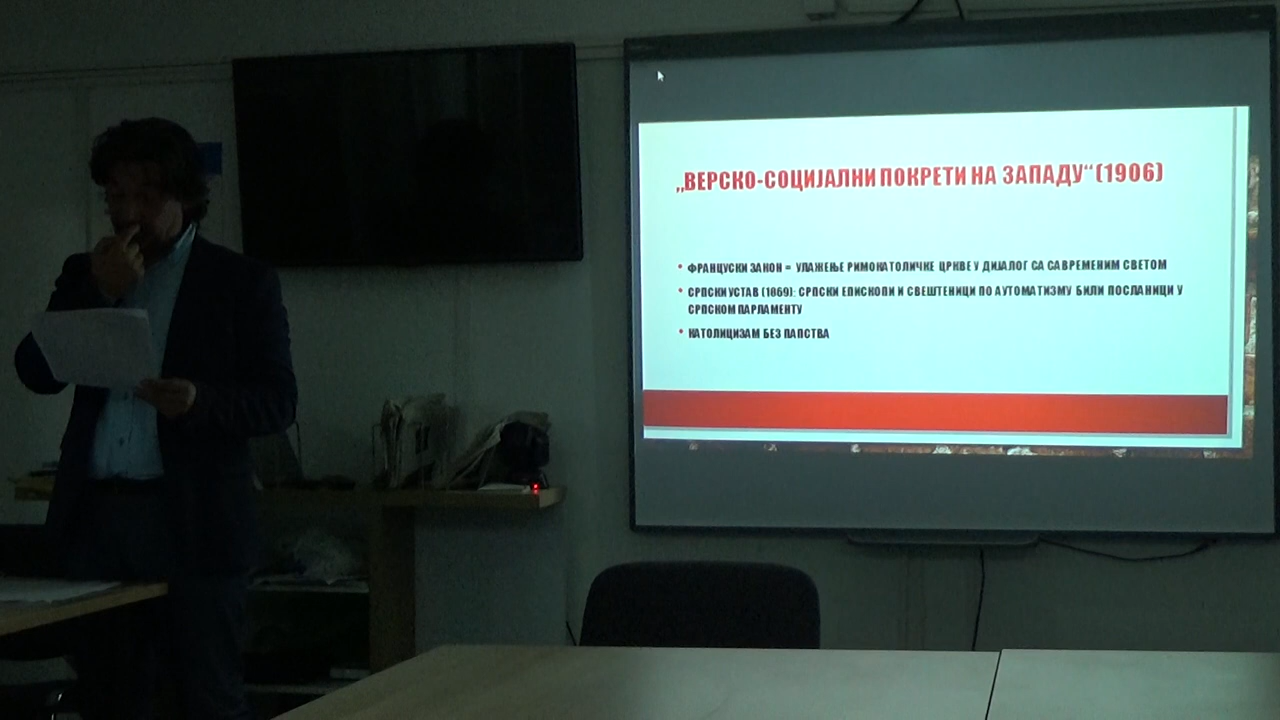 „ВЕРСКО-СОЦИЈАЛНИ ПОКРЕТИ НА ЗАПАДУ“ (1906)
• ФРАНЦУСКИ ЗАКОН = УЛАЖЕЊЕ РИМОКАТОЛИЧКЕ ЦРКВЕ У ДИЈАЛОГ СА САВРЕМЕНИМ СВЕТОМ
• СРПСКИ УСТАВ (1869): СРПСКИ ЕПИСКОПИ И СВЕШТЕНИЦИ ПО АУТОМАТИЗМУ БИЛИ ПОСЛАНИЦИ У
СРПСКОМ ПАРЛАМЕНТУ
• КАТОЛИЦИЗАМ БЕЗ ПАПСТВА